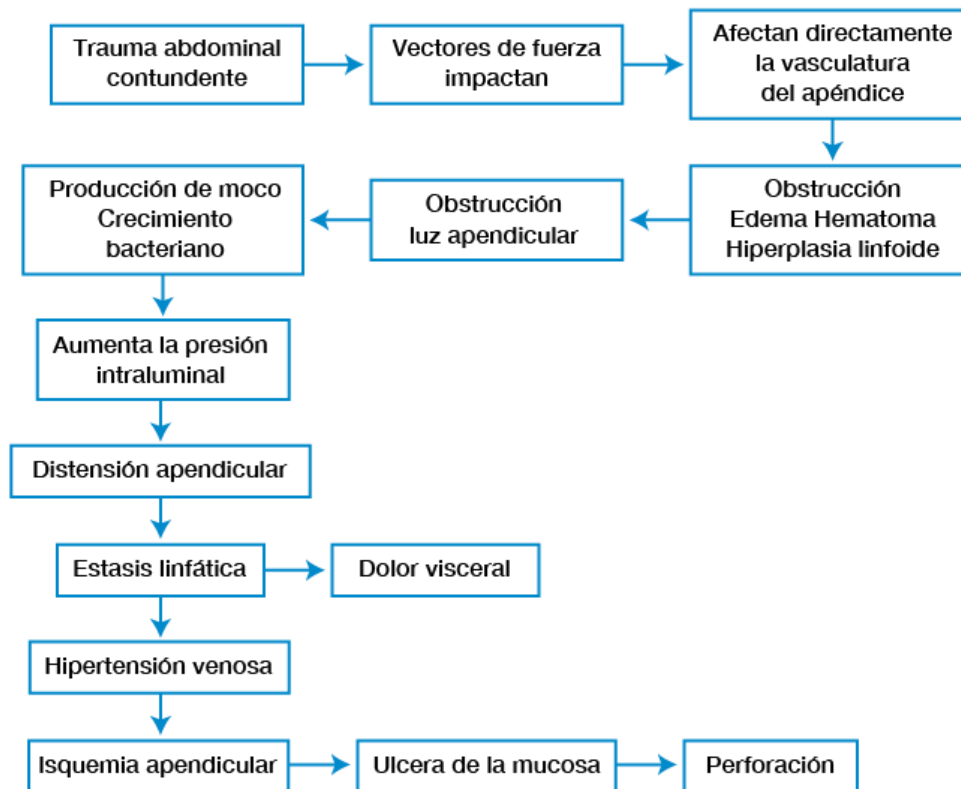 Trauma abdominal
contundente
Vectores de fuerza
impactan
Afectan directamente
la vasculatura
del apéndice
Obstrucción
Edema Hematoma
Hiperplasia linfoide
Obstrucción
luz apendicular
Producción de moco
Crecimiento
bacteriano
Aumenta la presión
intraluminal
Distensión apendicular
Estasis linfática
Dolor visceral
Hipertensión venosa
Isquemia apendicular
Ulcera de la mucosa
Perforación